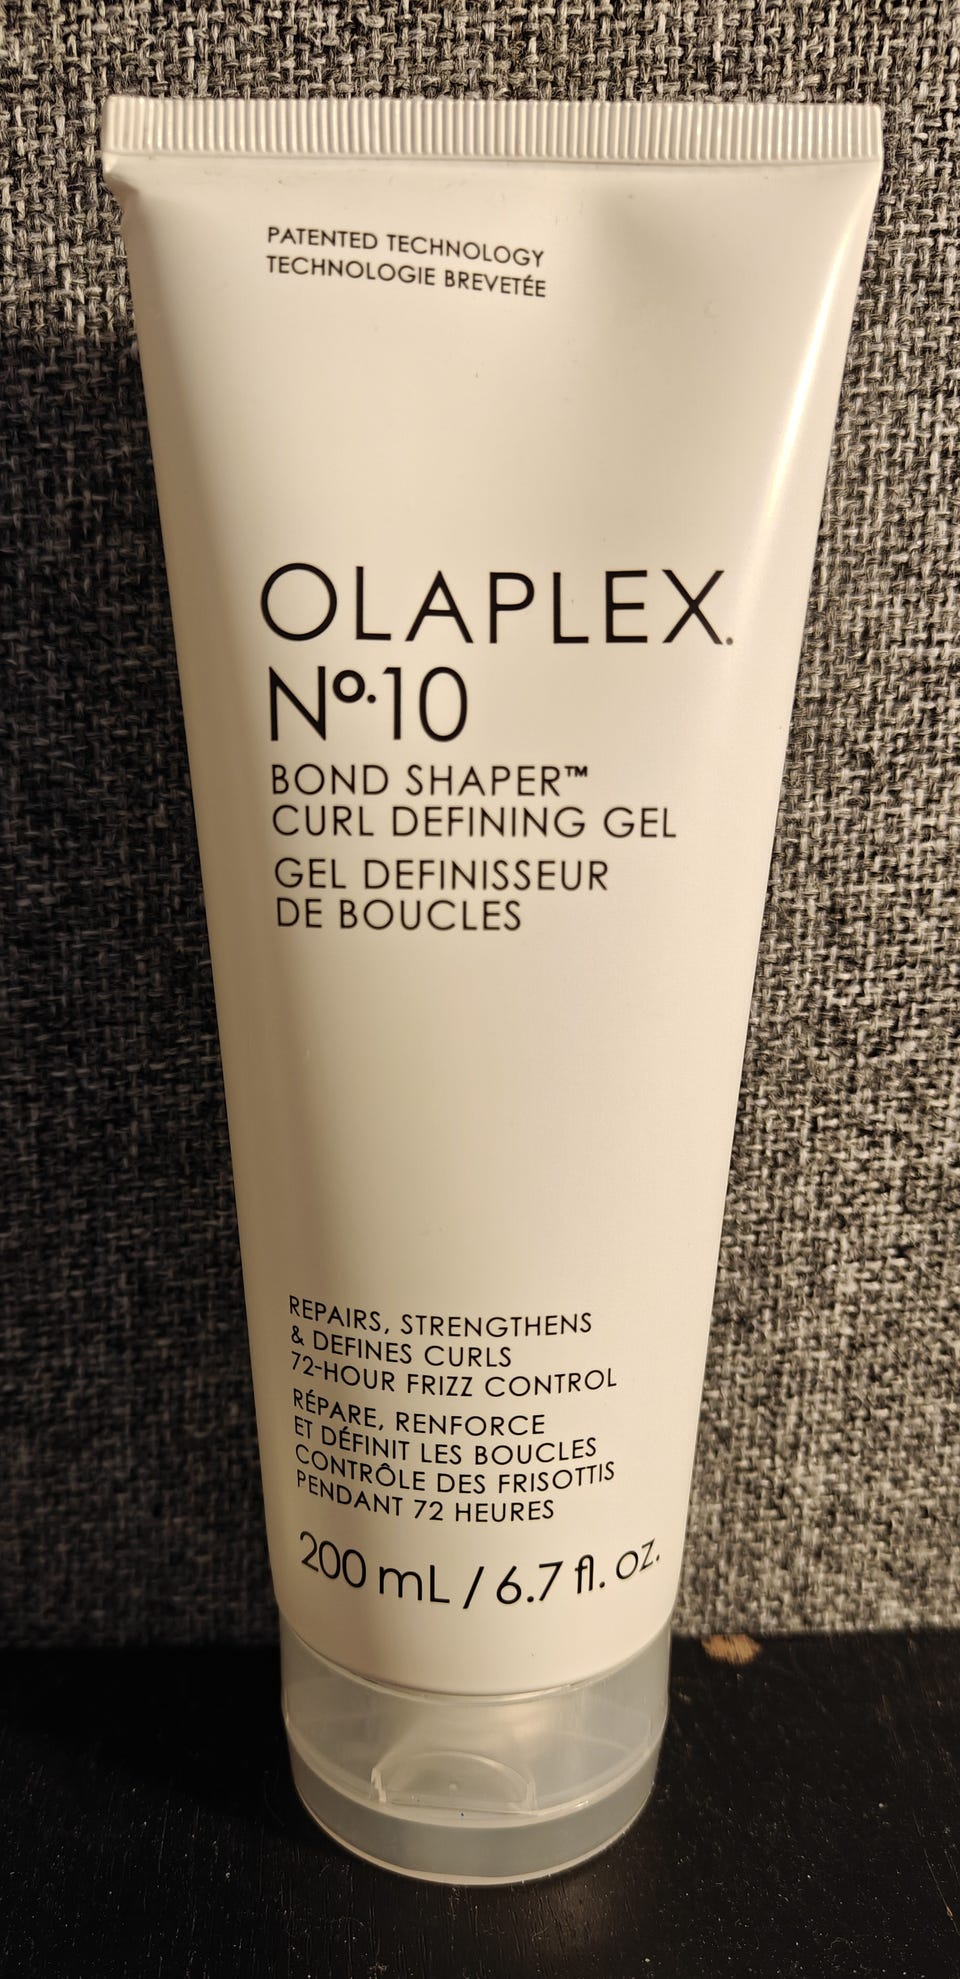 PATENTED TECHNOLOGY
TECHNOLOGIE BREVETÉE
OLAPLEX.
Nº.10
BOND SHAPER™
CURL DEFINING GEL
GEL DEFINISSEUR
DE BOUCLES
REPAIRS, STRENGTHENS
& DEFINES CURLS
72-HOUR FRIZZ CONTROL
RÉPARE, RENFORCE
ET DÉFINIT LES BOUCLES
CONTRÔLE DES FRISOTTIS
PENDANT 72 HEURES
200 mL / 6.7 fl. oz.